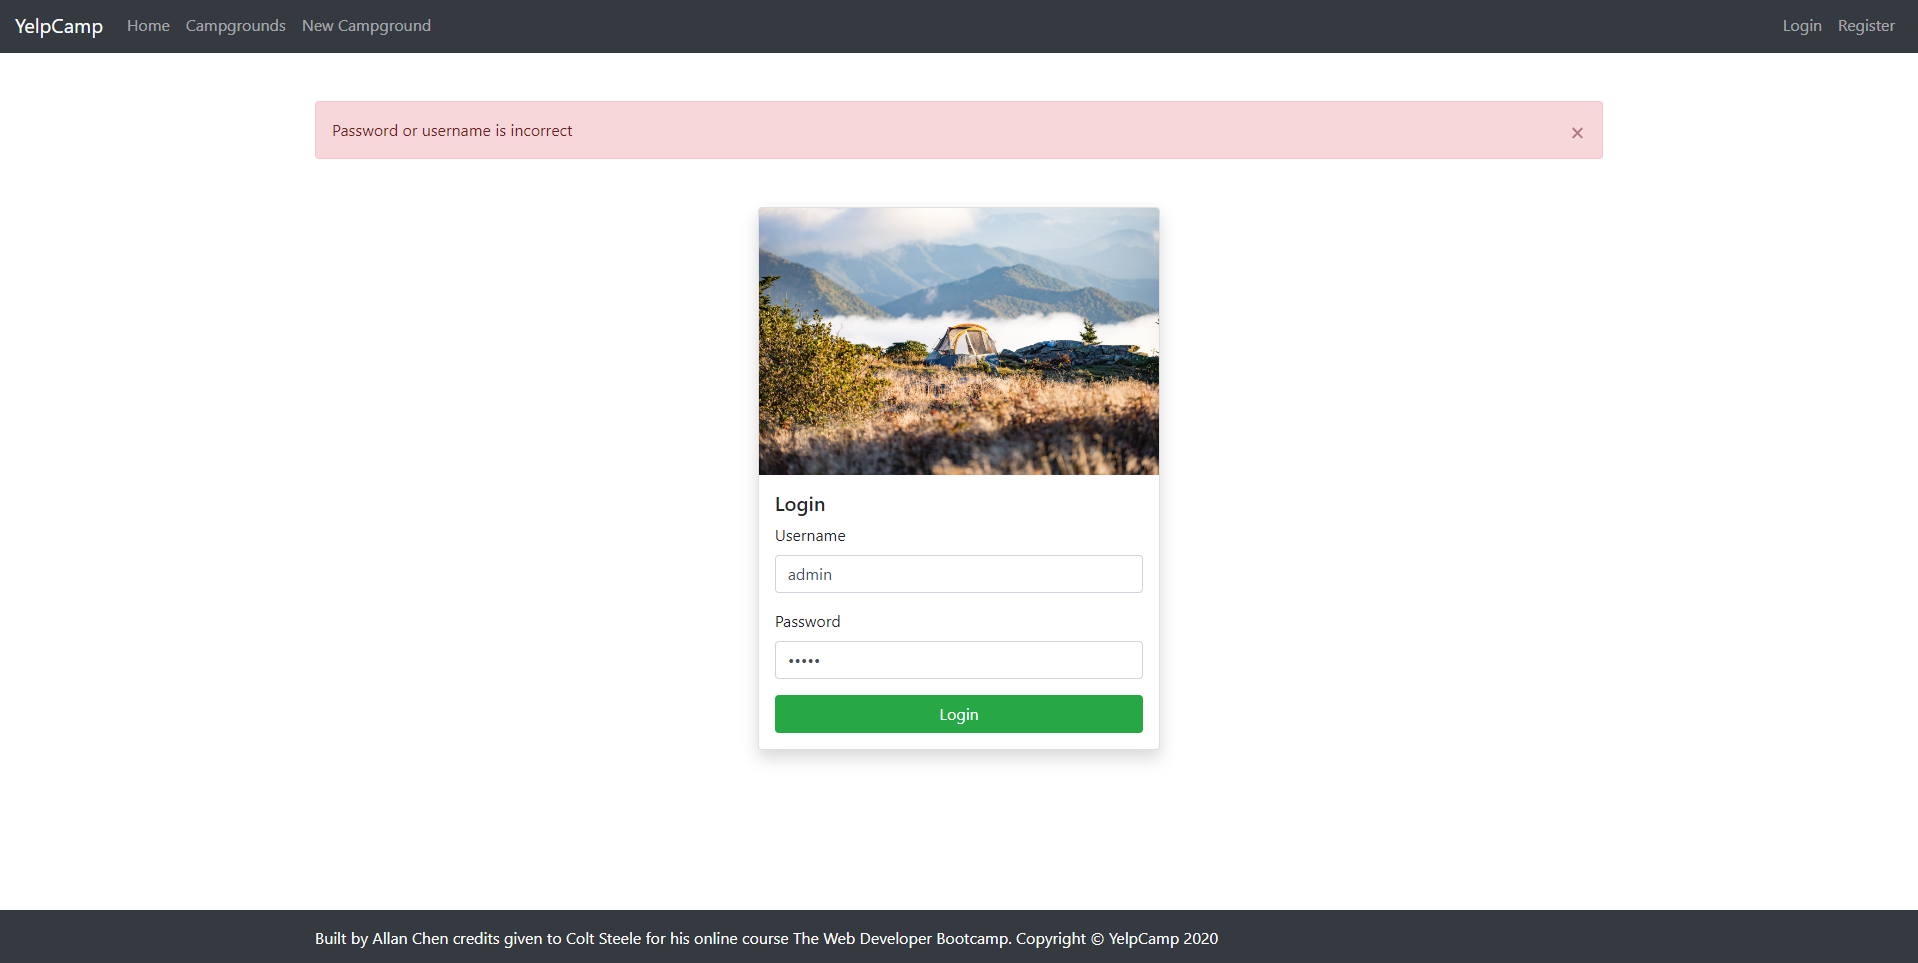 YelpCamp Home Campgrounds New Campground Login Register
Password or username is incorrect ×
Login
Username
admin
Password
•••••
Login
Built by Allan Chen credits given to Colt Steele for his online course The Web Developer Bootcamp. Copyright © YelpCamp 2020